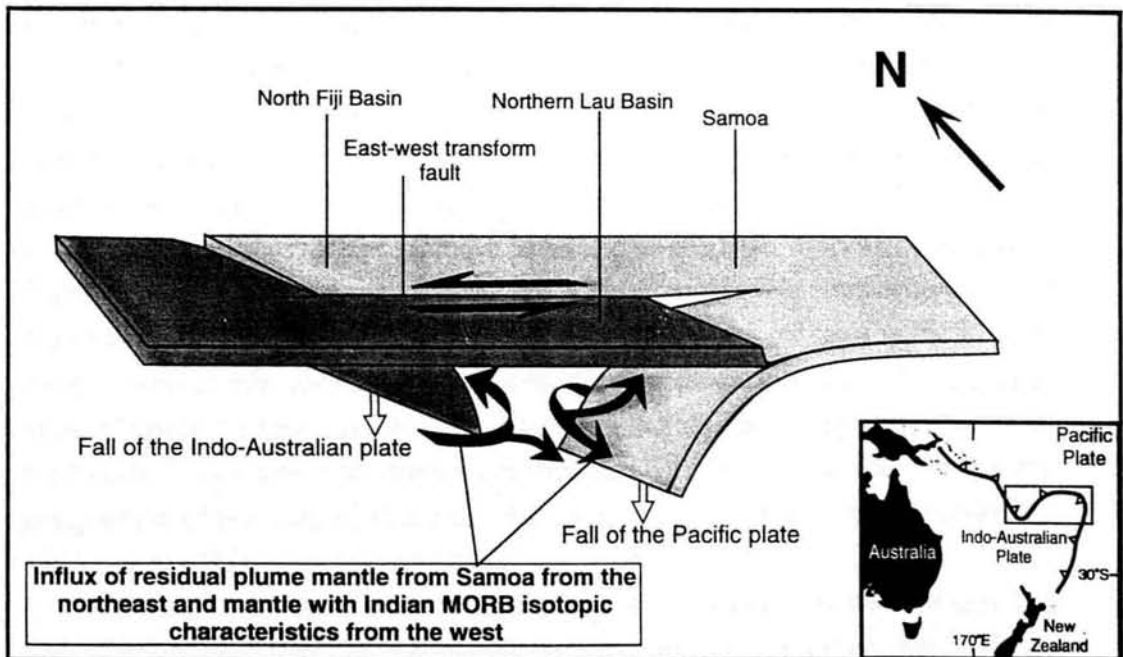 N
North Fiji Basin
Northern Lau Basin
Samoa
East-west transform
fault
Fall of the Indo-Australian plate
Fall of the Pacific plate
Influx of residual plume mantle from Samoa from the
northeast and mantle with Indian MORB isotopic
characteristics from the west
Pacific
Plate
Indo-Australian
Plate
Australia
30°S
170°E
New
Zealand